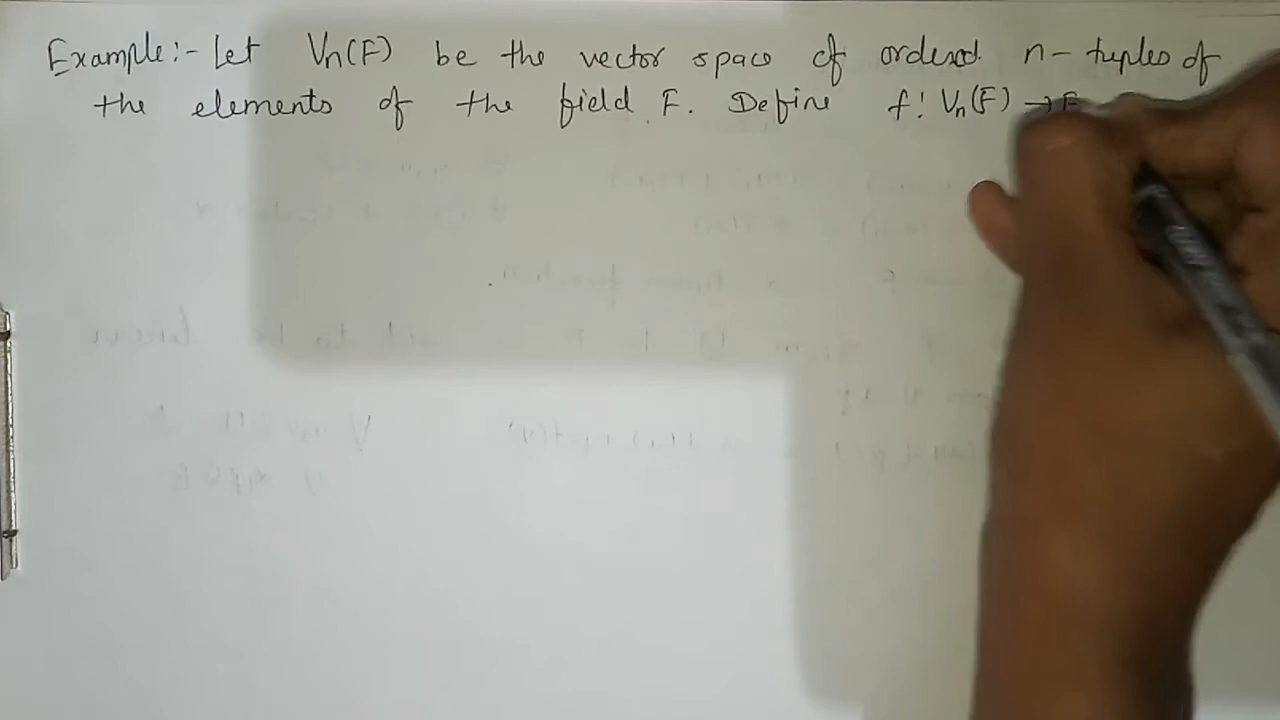 Example:- Let Vn(F) be the vector space of ordered n-tuples of
the elements of the field F. Define f: Vn(F) → F